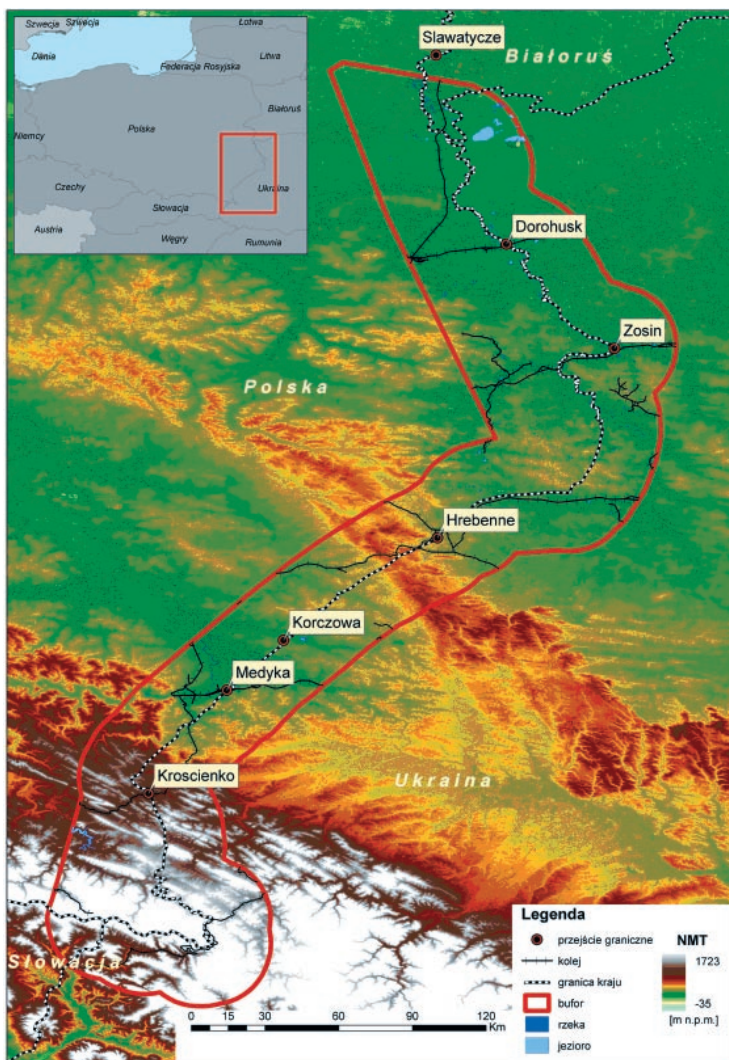 Szwecja
Szwecja
Łotwa
Dania
Litwa
Federacja Rosyjska
Białoruś
Niemcy
Polska
Czechy
Ukraina
Słowacja
Austria
Węgry
Rumunia
Slawatycze
Białoruś
Dorohusk
Zosin
Polska
Hrebenne
Korczowa
Medyka
Kroscienko
Ukraina
Słowacja
Legenda
przejście graniczne
kolej
granica kraju
bufor
rzeka
jezioro
NMT
1723
-35
[m n.p.m.]
0 15 30 60 90 120
Km